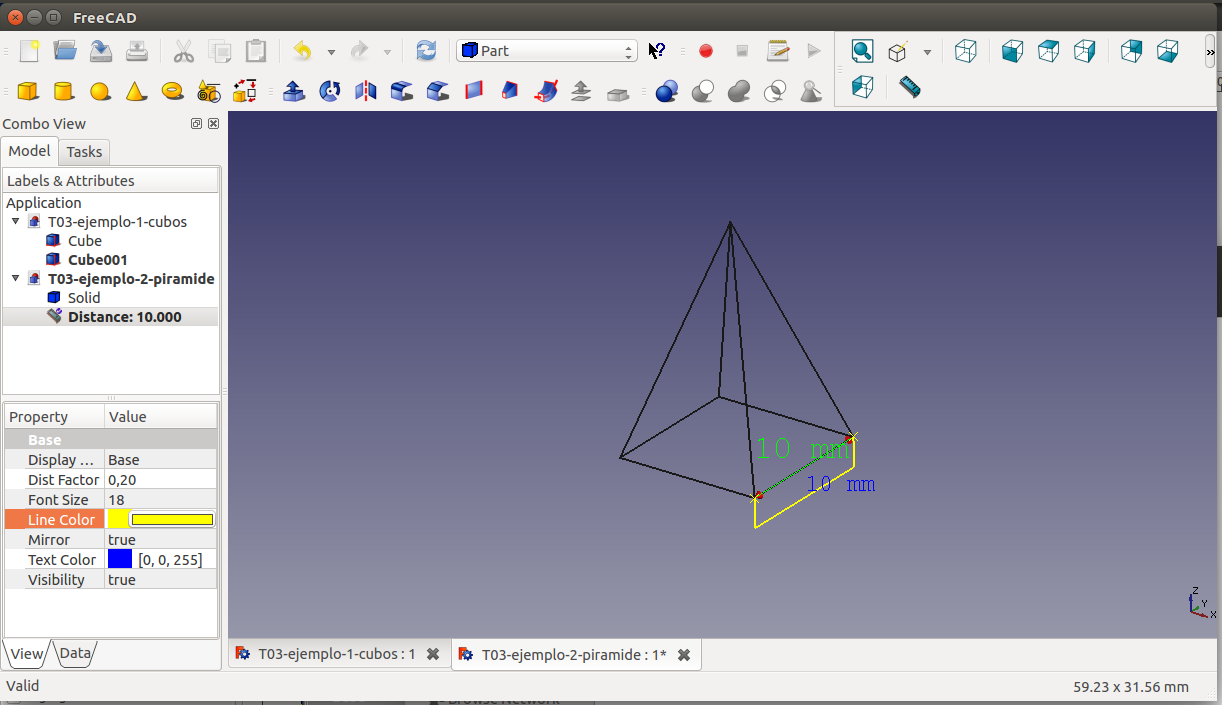 FreeCAD
Part
»
Combo View
Model
Tasks
Labels & Attributes
Application
T03-ejemplo-1-cubos
Cube
Cube001
T03-ejemplo-2-piramide
Solid
Distance: 10.000
Property Value
Base
Display ... Base
Dist Factor 0,20
Font Size 18
Line Color
Mirror true
Text Color [0, 0, 255]
Visibility true
View Data
10 mm
10 mm
Z
Y
X
T03-ejemplo-1-cubos : 1
T03-ejemplo-2-piramide : 1*
Valid
59.23 x 31.56 mm